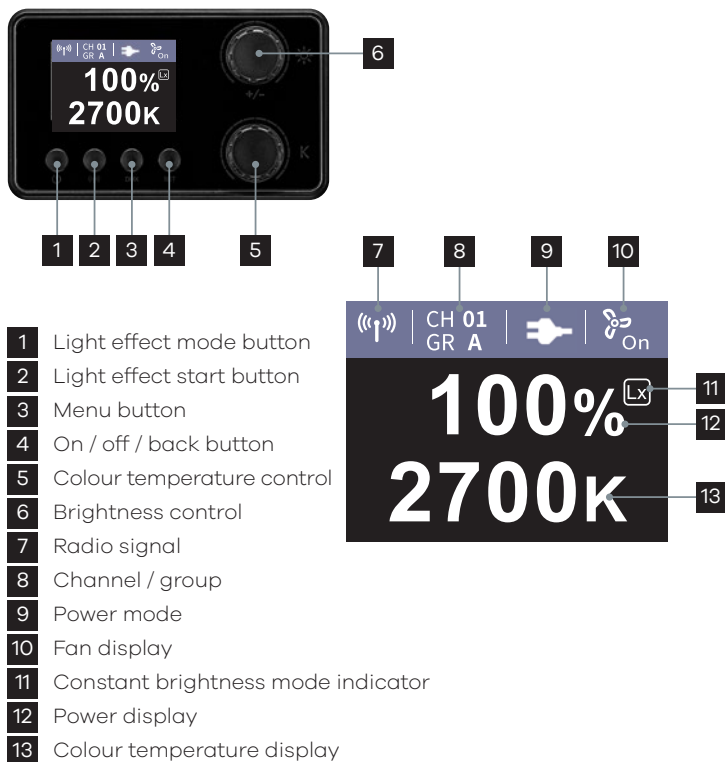 CH 01
GR A
On
100% Lx
2700K
+/-
K
6
1 2 3 4 5
7 8 9 10
CH 01
GR A
On
100% Lx
2700K
11
12
13
1 Light effect mode button
2 Light effect start button
3 Menu button
4 On / off / back button
5 Colour temperature control
6 Brightness control
7 Radio signal
8 Channel / group
9 Power mode
10 Fan display
11 Constant brightness mode indicator
12 Power display
13 Colour temperature display